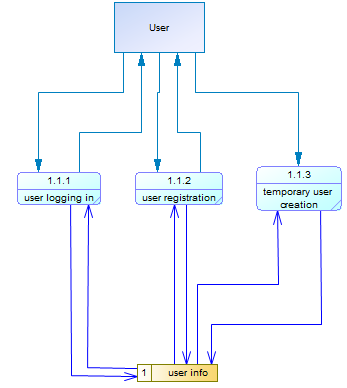 User
1.1.1
user logging in
1.1.2
user registration
1.1.3
temporary user
creation
1 user info